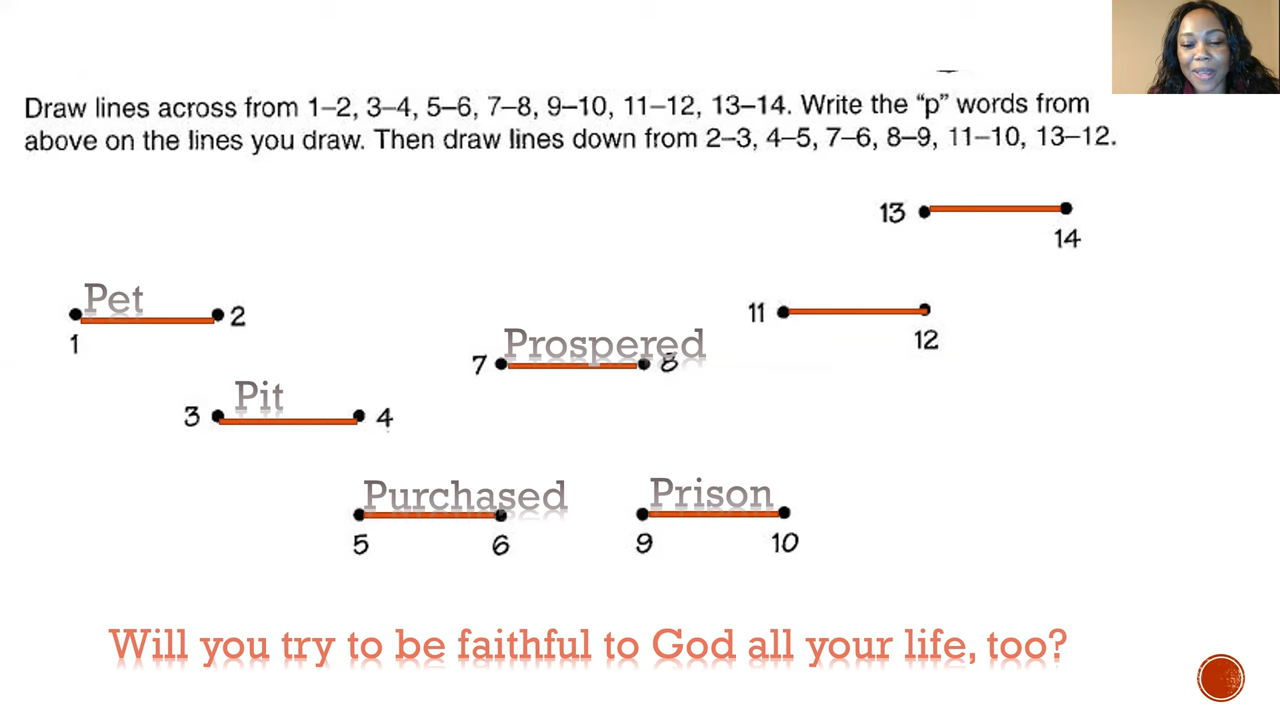 Draw lines across from 1–2, 3–4, 5–6, 7–8, 9–10, 11–12, 13–14. Write the “p” words from
above on the lines you draw. Then draw lines down from 2–3, 4–5, 7–6, 8–9, 11–10, 13–12.
13
14
Pet
1
2
11
12
Prospered
7
8
Pit
3
4
Purchased
5
6
Prison
9
10
Will you try to be faithful to God all your life, too?